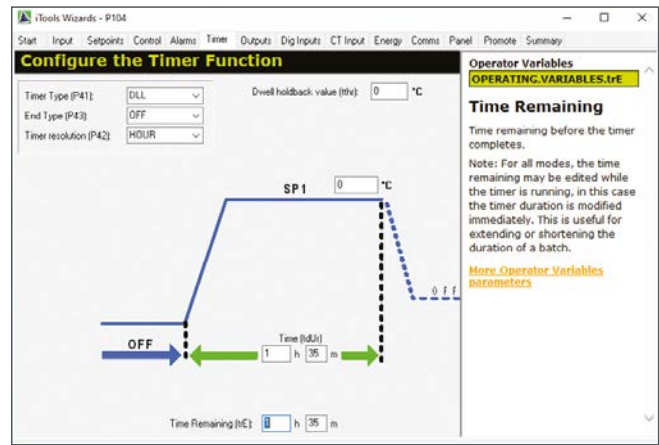 iTools Wizards - P104
Start Input Setpoints Control Alarms Timer Outputs Dig Inputs CT Input Energy Comms Panel Promote Summary
Configure the Timer Function
Timer Type (P41): DLL
Dwell holdback value (tthr): 0 °C
End Type (P43): OFF
Timer resolution (P42): HOUR
SP1 0 °C
OFF
OFF
Time (tdUr)
1 h 35 m
Time Remaining (trE): 1 h 35 m
Operator Variables
OPERATING.VARIABLES.trE
Time Remaining
Time remaining before the timer
completes.
Note: For all modes, the time
remaining may be edited while
the timer is running, in this case
the timer duration is modified
immediately. This is useful for
extending or shortening the
duration of a batch.
More Operator Variables
parameters